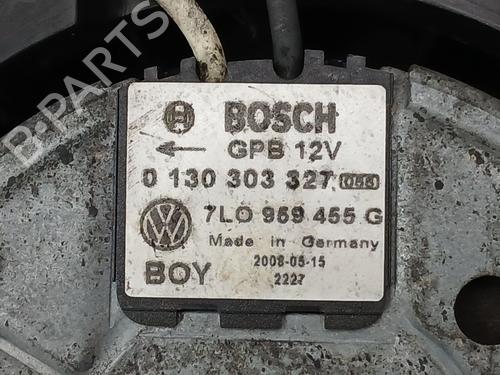 B-PARTS
BOSCH
GPB 12V
0 130 303 327 056
7L0 959 455 G
Made in Germany
BOY 2008-05-15
2227